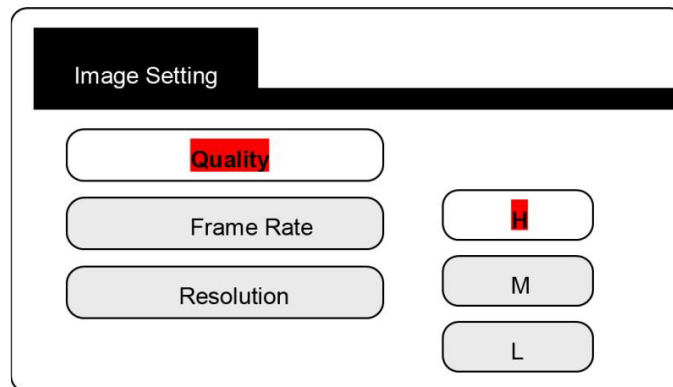 Image Setting
Quality
Frame Rate
Resolution
H
M
L